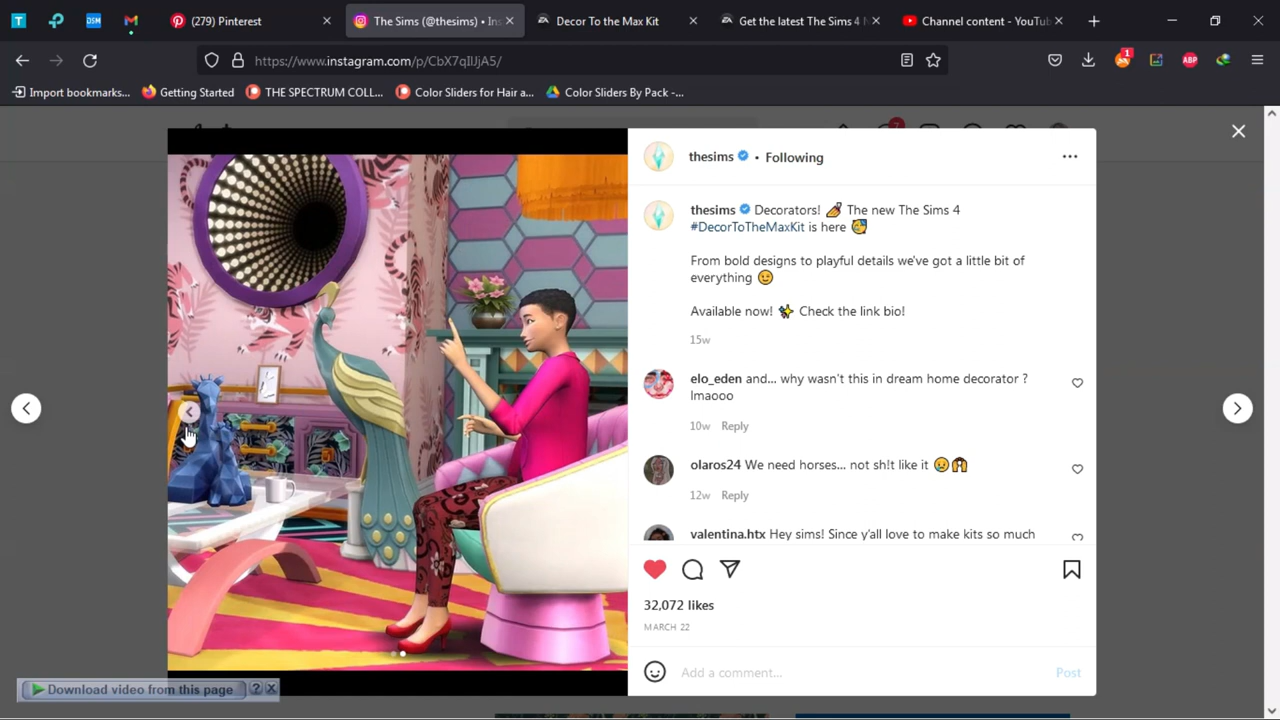 (279) Pinterest
The Sims (@thesims) • Ins
Decor To the Max Kit
Get the latest The Sims 4
Channel content - YouTu
https://www.instagram.com/p/CbX7qIlJjA5/
1
ABP
Import bookmarks...
Getting Started
THE SPECTRUM COLL...
Color Sliders for Hair a...
Color Sliders By Pack -...
thesims • Following
thesims Decorators! 💅 The new The Sims 4
#DecorToTheMaxKit is here 🥳
From bold designs to playful details we've got a little bit of
everything 😉
Available now! ✨ Check the link bio!
15w
elo_eden and... why wasn't this in dream home decorator ?
lmaooo
10w Reply
olaros24 We need horses... not sh!t like it 😥🙌
12w Reply
valentina.htx Hey sims! Since y'all love to make kits so much
32,072 likes
MARCH 22
Add a comment...
Post
Download video from this page ? X